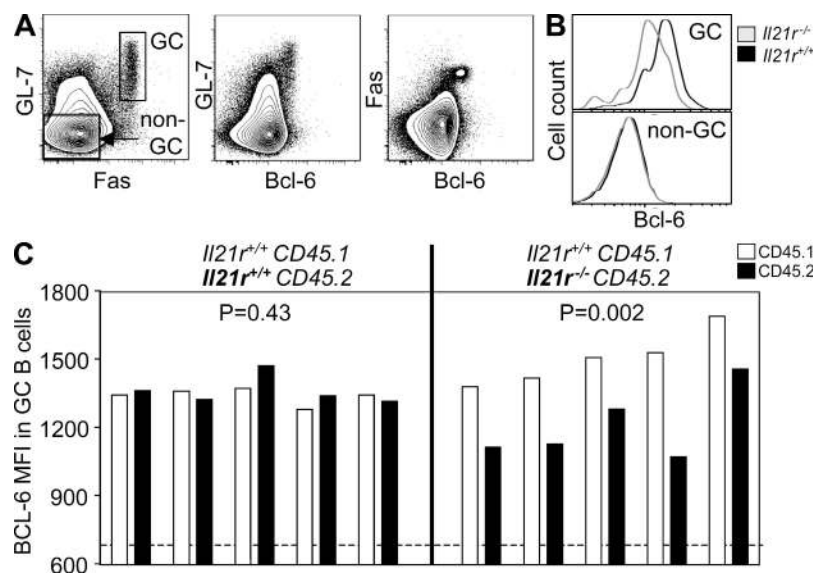 A
GL-7
GC
non-
GC
Fas
GL-7
Bcl-6
Fas
Bcl-6
B
Cell count
GC
non-GC
Bcl-6
Il21r-/-
Il21r+/+
C
Il21r+/+ CD45.1
Il21r+/+ CD45.2
Il21r+/+ CD45.1
Il21r-/- CD45.2
CD45.1
CD45.2
BCL-6 MFI in GC B cells
1800
1500
1200
900
600
P=0.43
P=0.002